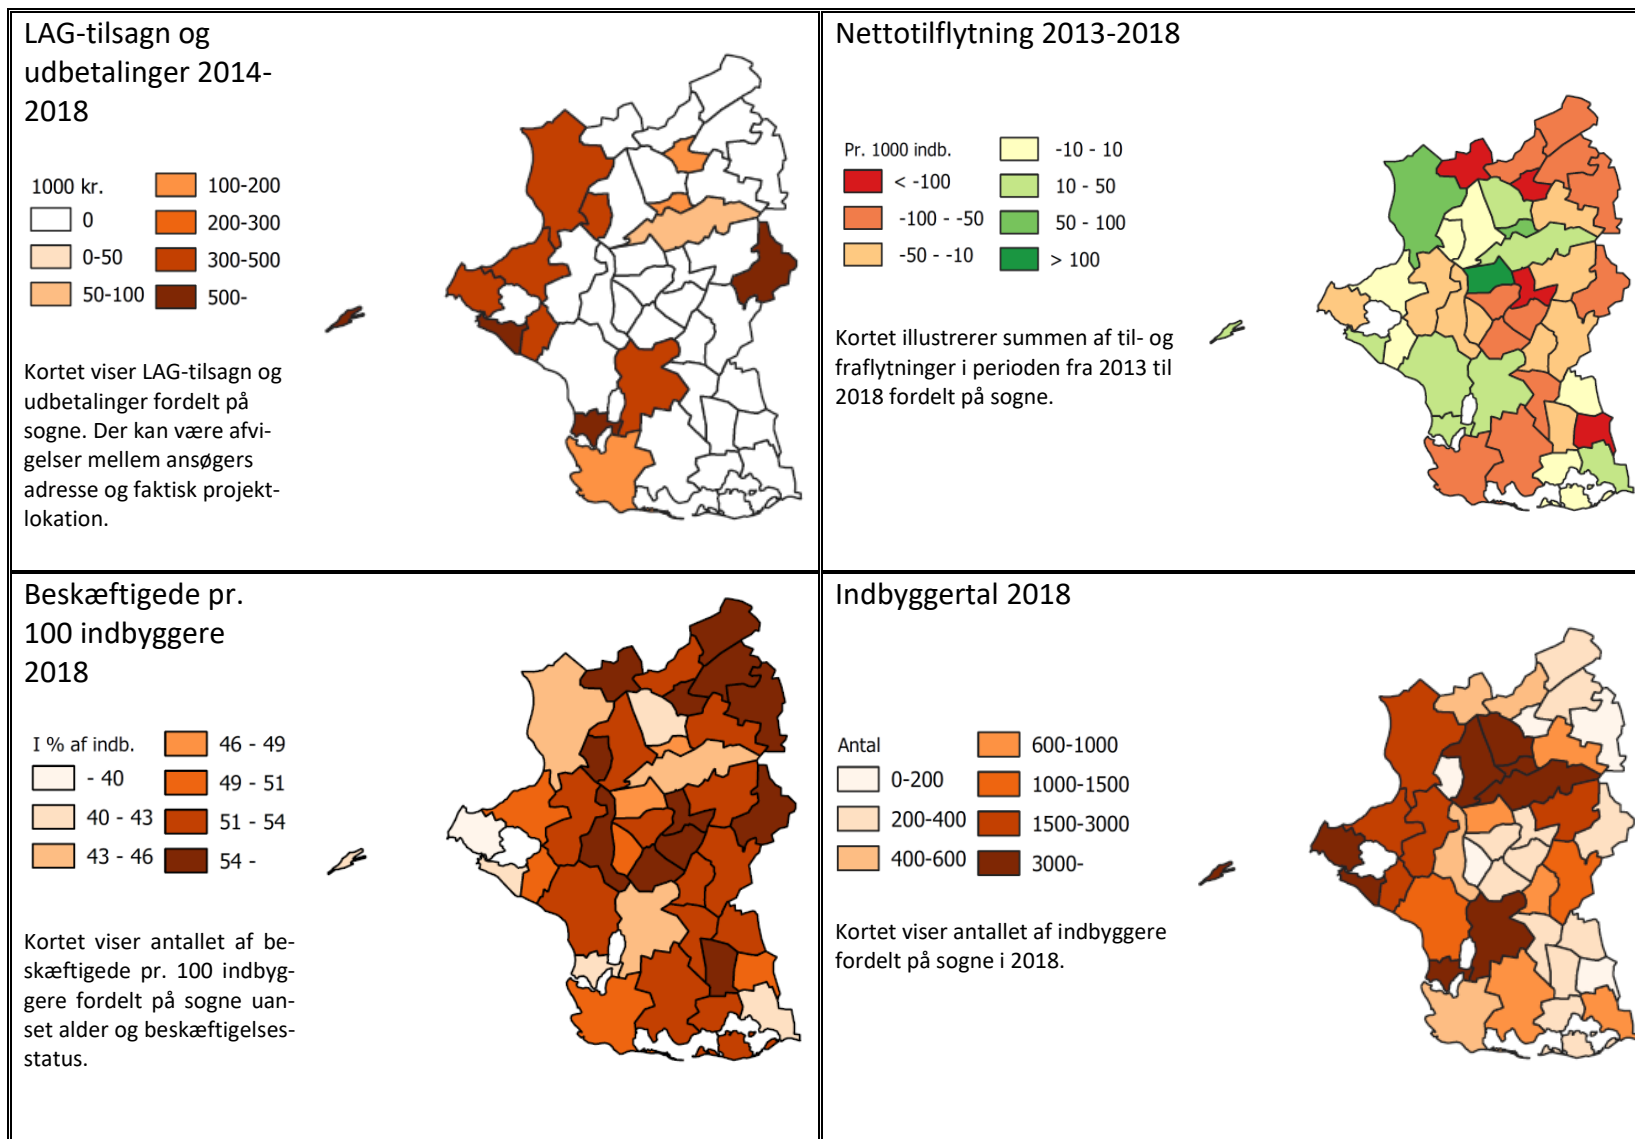 LAG-tilsagn og
udbetalinger 2014-
2018
1000 kr.
0
0-50
50-100
100-200
200-300
300-500
500-
Kortet viser LAG-tilsagn og
udbetalinger fordelt på
sogne. Der kan være afvi-
gelser mellem ansøgers
adresse og faktisk projekt-
lokation.
Nettotilflytning 2013-2018
Pr. 1000 indb.
< -100
-100 - -50
-50 - -10
-10 - 10
10 - 50
50 - 100
> 100
Kortet illustrerer summen af til- og
fraflytninger i perioden fra 2013 til
2018 fordelt på sogne.
Beskæftigede pr.
100 indbyggere
2018
I % af indb.
- 40
40 - 43
43 - 46
46 - 49
49 - 51
51 - 54
54 -
Kortet viser antallet af be-
skæftigede pr. 100 indbyg-
gere fordelt på sogne uan-
set alder og beskæftigelses-
status.
Indbyggertal 2018
Antal
0-200
200-400
400-600
600-1000
1000-1500
1500-3000
3000-
Kortet viser antallet af indbyggere
fordelt på sogne i 2018.